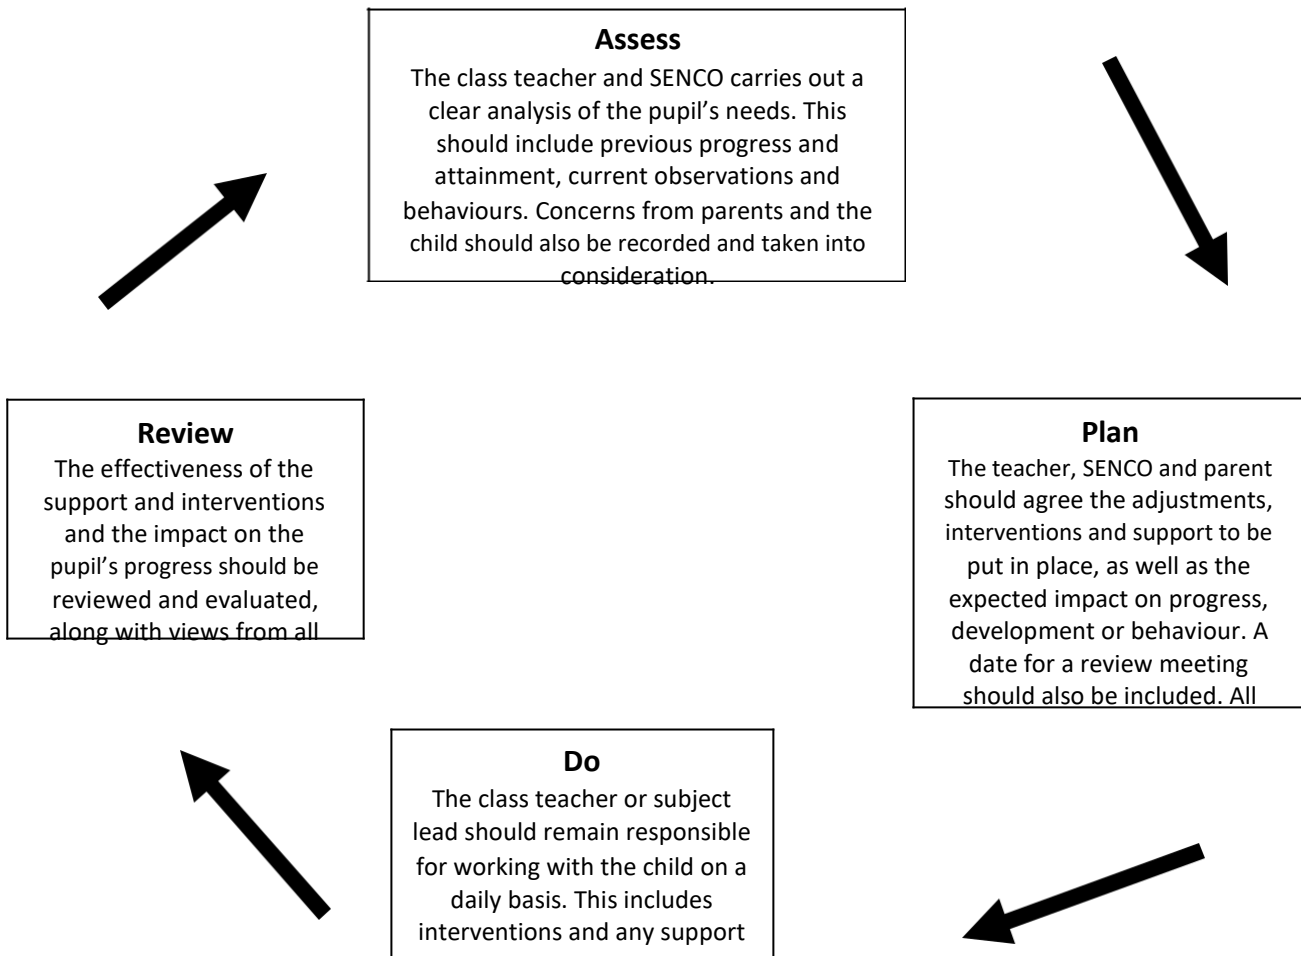 Assess
The class teacher and SENCO carries out a
clear analysis of the pupil’s needs. This
should include previous progress and
attainment, current observations and
behaviours. Concerns from parents and the
child should also be recorded and taken into
consideration.
Review
The effectiveness of the
support and interventions
and the impact on the
pupil’s progress should be
reviewed and evaluated,
along with views from all
Plan
The teacher, SENCO and parent
should agree the adjustments,
interventions and support to be
put in place, as well as the
expected impact on progress,
development or behaviour. A
date for a review meeting
should also be included. All
Do
The class teacher or subject
lead should remain responsible
for working with the child on a
daily basis. This includes
interventions and any support